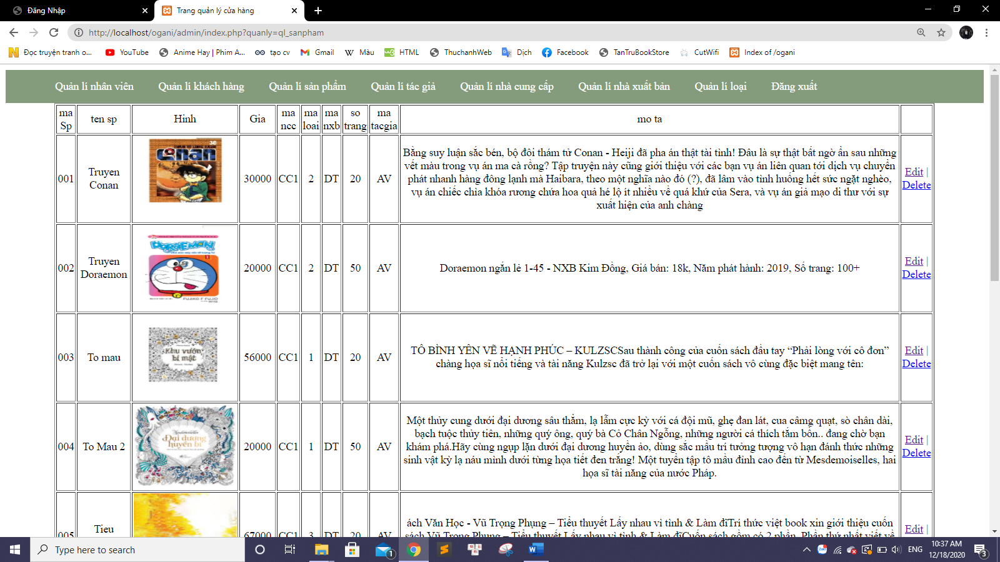 Đăng Nhập
Trang quản lý cửa hàng
http://localhost/ogani/admin/index.php?quanly=ql_sanpham
Đọc truyện tranh o...
YouTube
Anime Hay | Phim A...
tạo cv
Gmail
Màu
HTML
ThuchanhWeb
Dịch
Facebook
TanTruBookStore
CutWifi
Index of /ogani
Quản lí nhân viên
Quản lí khách hàng
Quản lí sản phẩm
Quản lí tác giả
Quản lí nhà cung cấp
Quản lí nhà xuất bản
Quản lí loại
Đăng xuất
ma
Sp
ten sp
Hinh
Gia
ma
ncc
ma
loai
ma
nxb
so
trang
ma
tacgia
mo ta
001
Truyen
Conan
30
Conan
30000
CC1
2
DT
20
AV
Bằng suy luận sắc bén, bộ đôi thám tử Conan - Heiji đã pha án thật tài tình! Đâu là sự thật bất ngờ ẩn sau những
vết màu trong vụ án ma cà rồng? Tập truyện này cũng giới thiệu với các bạn vụ án liên quan tới dịch vụ chuyển
phát nhanh hàng đông lạnh mà Haibara, theo một nghĩa nào đó (?), đã lâm vào tình huống hết sức ngặt nghèo,
vụ án chiếc chìa khóa rương chứa hoa quả hé lộ ít nhiều về quá khứ của Sera, và vụ án giả mạo di thư với sự
xuất hiện của anh chàng
Edit |
Delete
002
Truyen
Doraemon
DORAEMON
1
FUJIKO F FUJIO
20000
CC1
2
DT
50
AV
Doraemon ngắn lẻ 1-45 - NXB Kim Đồng, Giá bán: 18k, Năm phát hành: 2019, Số trang: 100+
Edit |
Delete
003
To mau
Khu vườn
bí mật
56000
CC1
1
DT
20
AV
TÔ BÌNH YÊN VẼ HẠNH PHÚC – KULZSCSau thành công của cuốn sách đầu tay “Phải lòng với cô đơn”
chàng họa sĩ nổi tiếng và tài năng Kulzsc đã trở lại với một cuốn sách vô cùng đặc biệt mang tên:
Edit |
Delete
004
To Mau 2
Mesdemoiselles
Đại dương
huyền bí
20000
CC1
1
DT
50
AV
Một thủy cung dưới đại dương sâu thẳm, lạ lẫm cực kỳ với cá đội mũ, ghẹ đan lát, cua câmg quạt, sò chân dài,
bạch tuộc thủy tiên, những quý ông, quý bà Cỏ Chân Ngỗng, những người cá thích tắm bồn.. đang chờ bạn
khám phá.Hãy cùng ngụp lặn dưới đại dương huyền ảo, dùng sắc mầu trí tưởng tượng vô hạn đánh thức những
sinh vật kỳ lạ náu mình dưới từng họa tiết đen trắng! Một tuyển tập tô mầu đỉnh cao đến từ Mesdemoiselles, hai
họa sĩ tài năng của nước Pháp.
Edit |
Delete
005
Tieu
67000
CC1
3
DT
20
AV
ách Văn Học - Vũ Trọng Phụng – Tiểu thuyết Lấy nhau vì tình & Làm đĩTrí thức việt book xin giới thiệu cuốn
sách Vũ Trọng Phụng – Tiểu thuyết Lấy nhau vì tình & Làm đĩCuốn sách gồm có 2 phần. Phần thứ nhất viết về
Edit |
Type here to search
1
W
Zalo
ENG
10:37 AM
12/18/2020
3